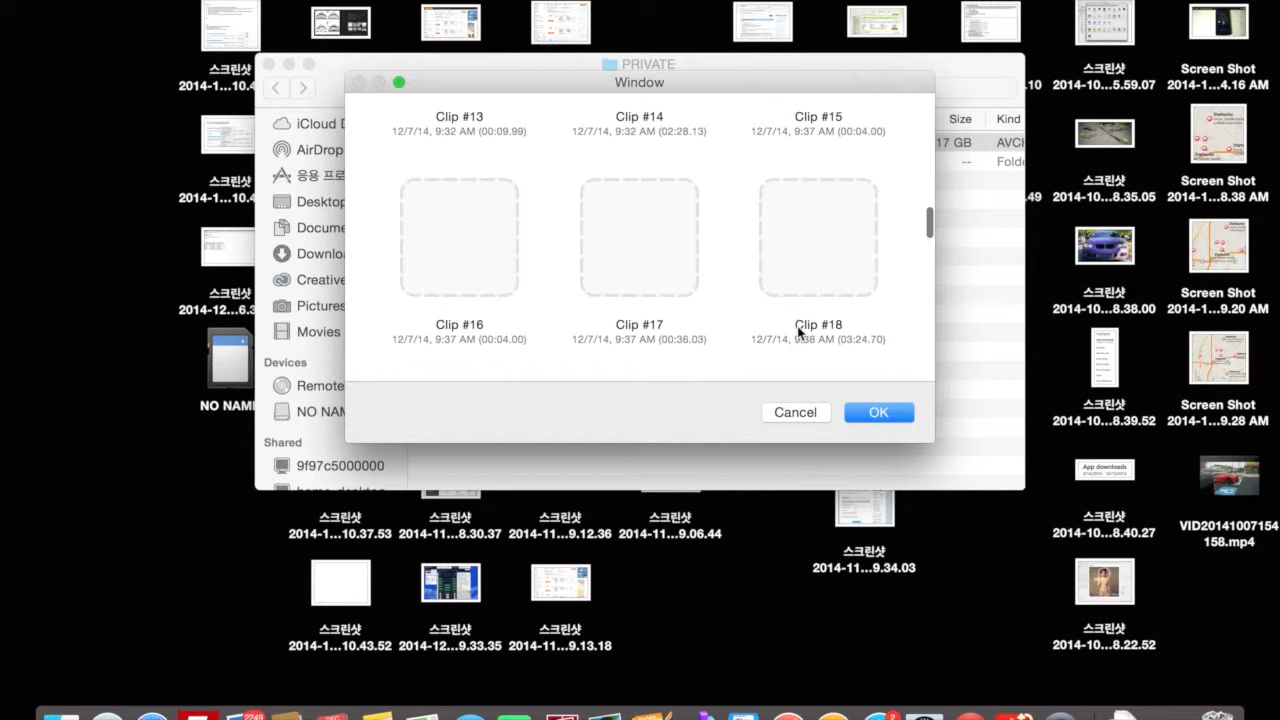 스크린샷
2014-1...10.4
스크린샷
2014-10...5.59.07
Screen Shot
2014-1...4.16 AM
PRIVATE
Window
Clip #13
12/7/14, 9:32 AM (00:09.99)
Clip #14
12/7/14, 9:32 AM (02:28.13)
Clip #15
12/7/14, 9:37 AM (00:04.00)
Clip #16
12/7/14, 9:37 AM (00:04.00)
Clip #17
12/7/14, 9:37 AM (00:36.03)
Clip #18
12/7/14, 9:38 AM (03:24.70)
Cancel
OK
.10
Size
Kind
17 GB
AVCH
--
Folde
.49
iCloud D
AirDrop
응용 프로
Desktop
Docume
Downlo
Creative
Pictures
Movies
Devices
Remote
NO NAM
Shared
9f97c5000000
스크린샷
2014-10...4
스크린샷
2014-12...6.3
NO NAME
스크린샷
2014-10...8.35.05
Screen Shot
2014-1...8.38 AM
스크린샷
2014-10...8.38.00
Screen Shot
2014-1...9.20 AM
스크린샷
2014-10...8.39.52
Screen Shot
2014-1...9.28 AM
App downloads
스크린샷
2014-10...8.40.27
VID20141007154
158.mp4
스크린샷
2014-1...10.37.53
스크린샷
2014-11...8.30.37
스크린샷
2014-11...9.12.36
스크린샷
2014-11...9.06.44
스크린샷
2014-11...9.34.03
스크린샷
2014-1...10.43.52
스크린샷
2014-12...9.33.35
스크린샷
2014-11...9.13.18
스크린샷
2014-10...8.22.52
2249
2